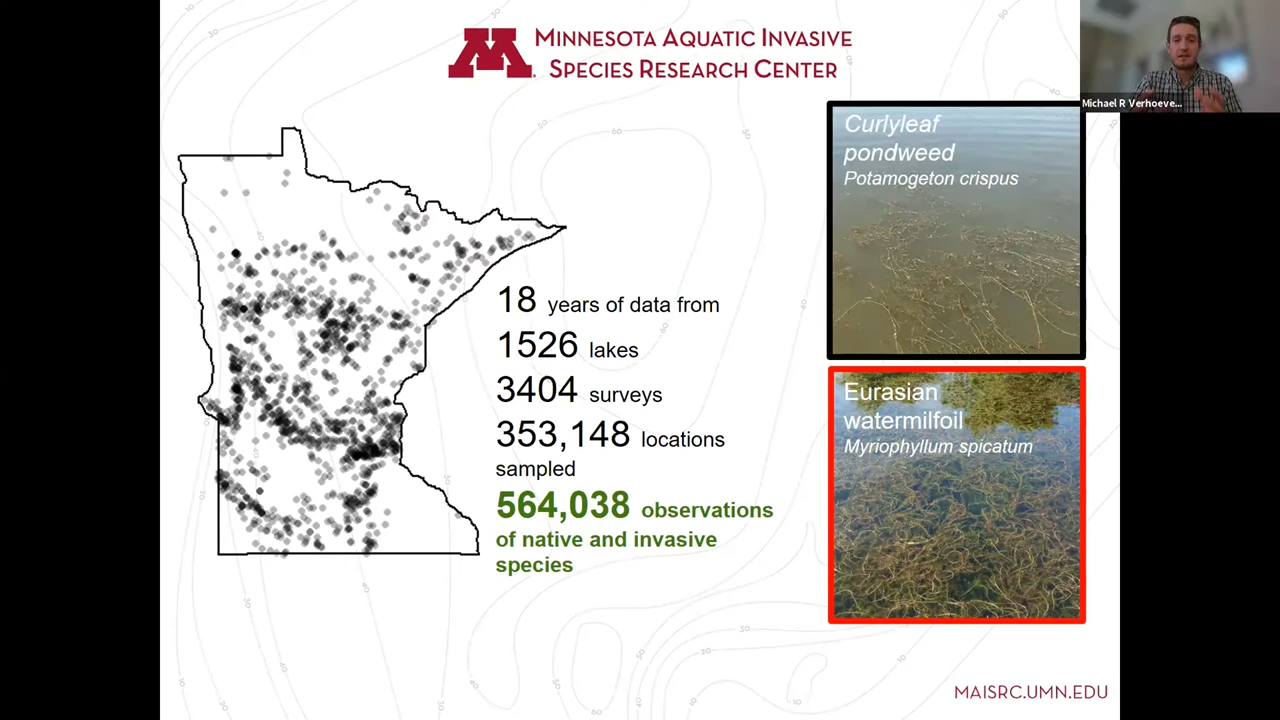 MINNESOTA AQUATIC INVASIVE
SPECIES RESEARCH CENTER
Michael R Verhoeve...
Curlyleaf
pondweed
Potamogeton crispus
18 years of data from
1526 lakes
3404 surveys
353,148 locations
sampled
564,038 observations
of native and invasive
species
Eurasian
watermilfoil
Myriophyllum spicatum
MAISRC.UMN.EDU